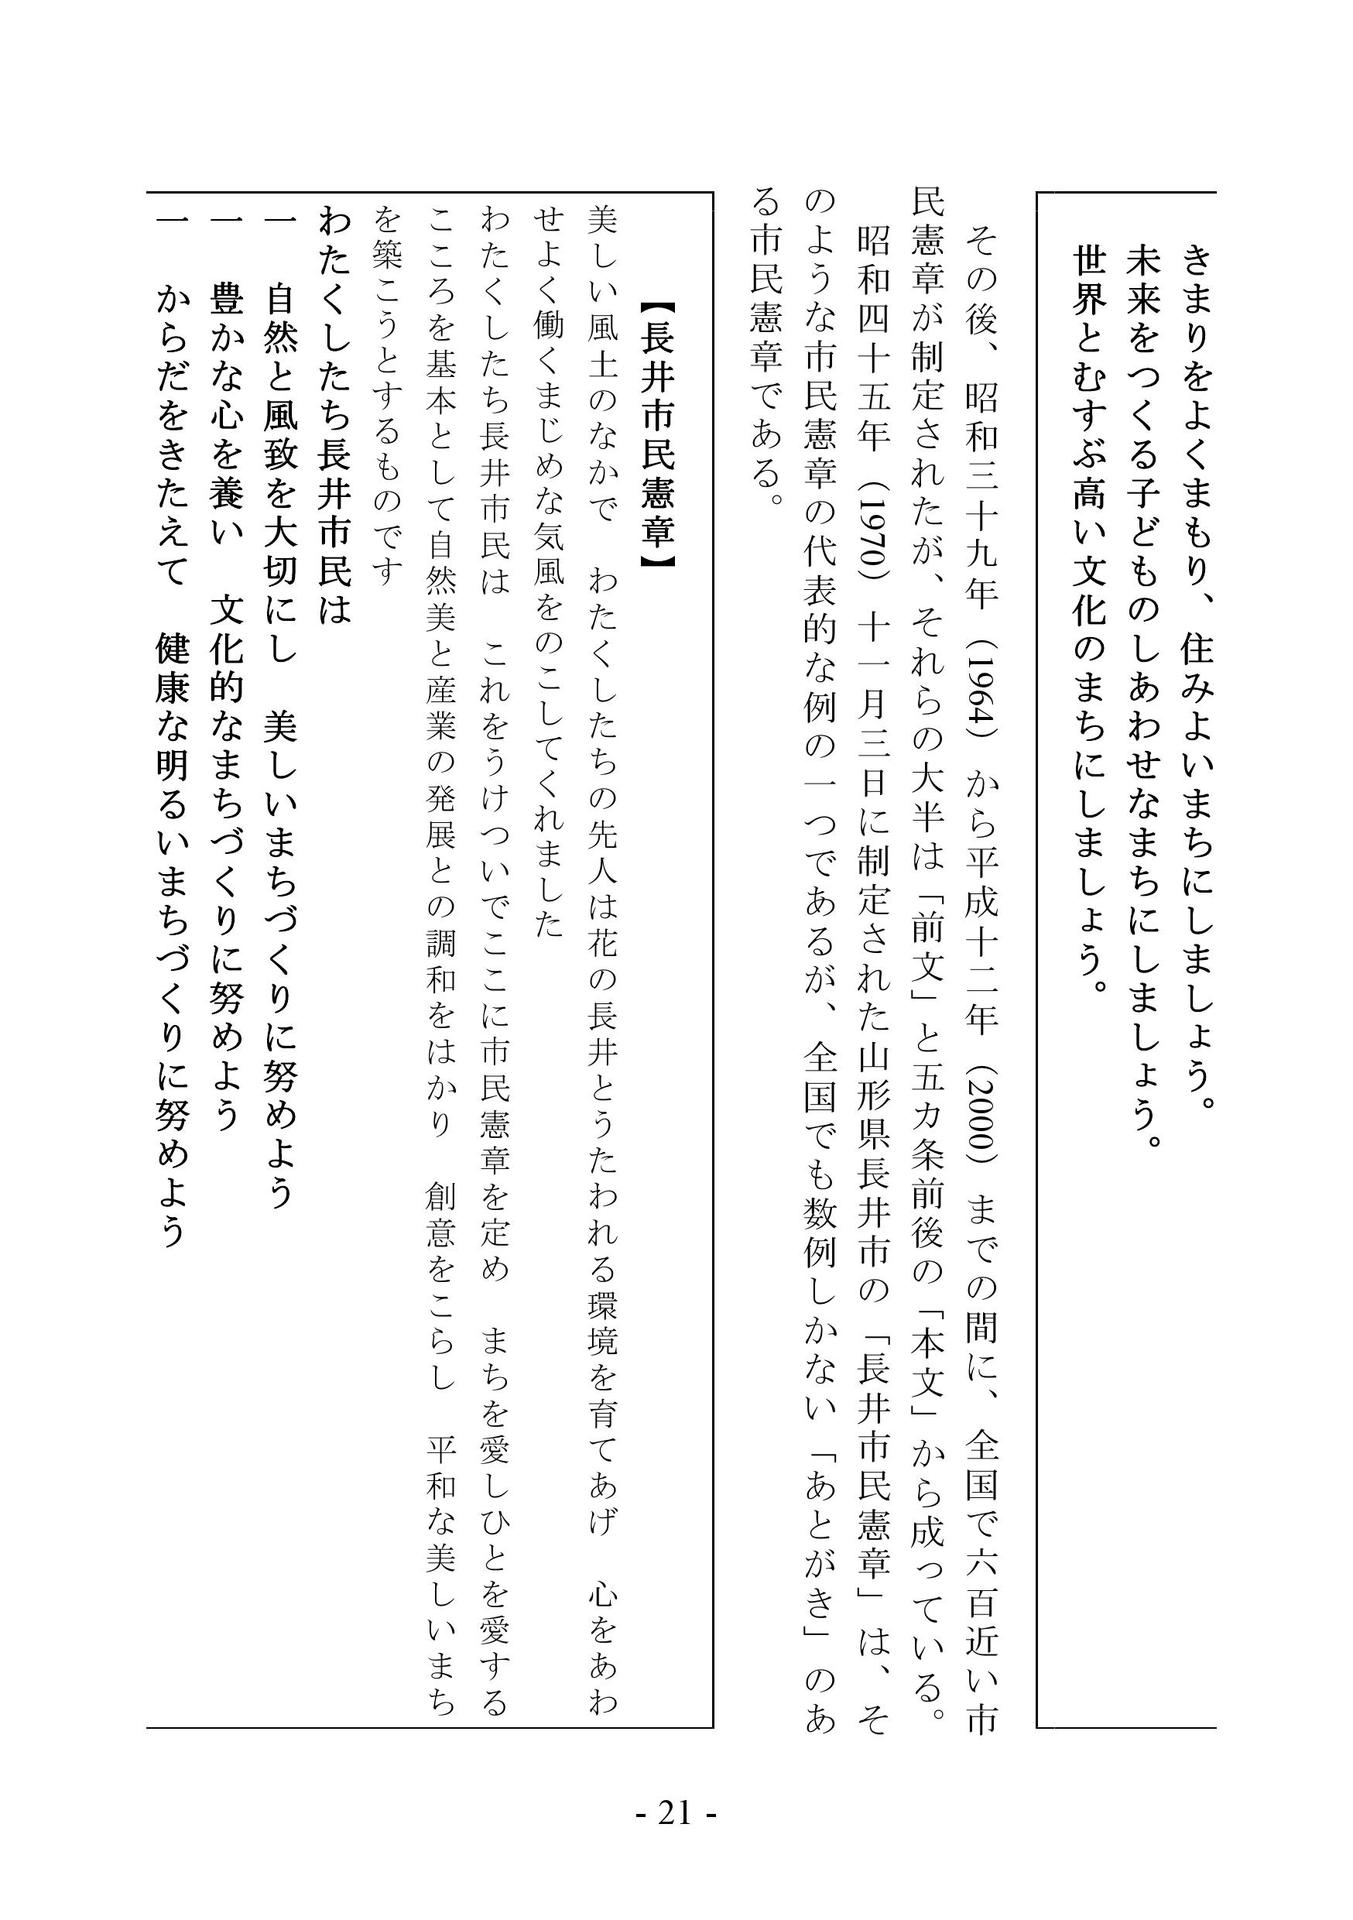 きまりをよくまもり、住みよいまちにしましょう。
未来をつくる子どものしあわせなまちにしましょう。
世界とむすぶ高い文化のまちにしましょう。
その後、昭和三十九年（1964）から平成十二年（2000）までの間に、全国で六百近い市
民憲章が制定されたが、それらの大半は「前文」と五カ条前後の「本文」から成っている。
昭和四十五年（1970）十一月三日に制定された山形県長井市の「長井市民憲章」は、そ
のような市民憲章の代表的な例の一つであるが、全国でも数例しかない「あとがき」のあ
る市民憲章である。
【長井市民憲章】
美しい風土のなかで　わたくしたちの先人は花の長井とうたわれる環境を育てあげ　心をあわ
せよく働くまじめな気風をのこしてくれました
わたくしたち長井市民は　これをうけついでここに市民憲章を定め　まちを愛しひとを愛する
こころを基本として自然美と産業の発展との調和をはかり　創意をこらし　平和な美しいまち
を築こうとするものです
わたくしたち長井市民は
一　自然と風致を大切にし　美しいまちづくりに努めよう
一　豊かな心を養い　文化的なまちづくりに努めよう
一　からだをきたえて　健康な明るいまちづくりに努めよう
- 21 -